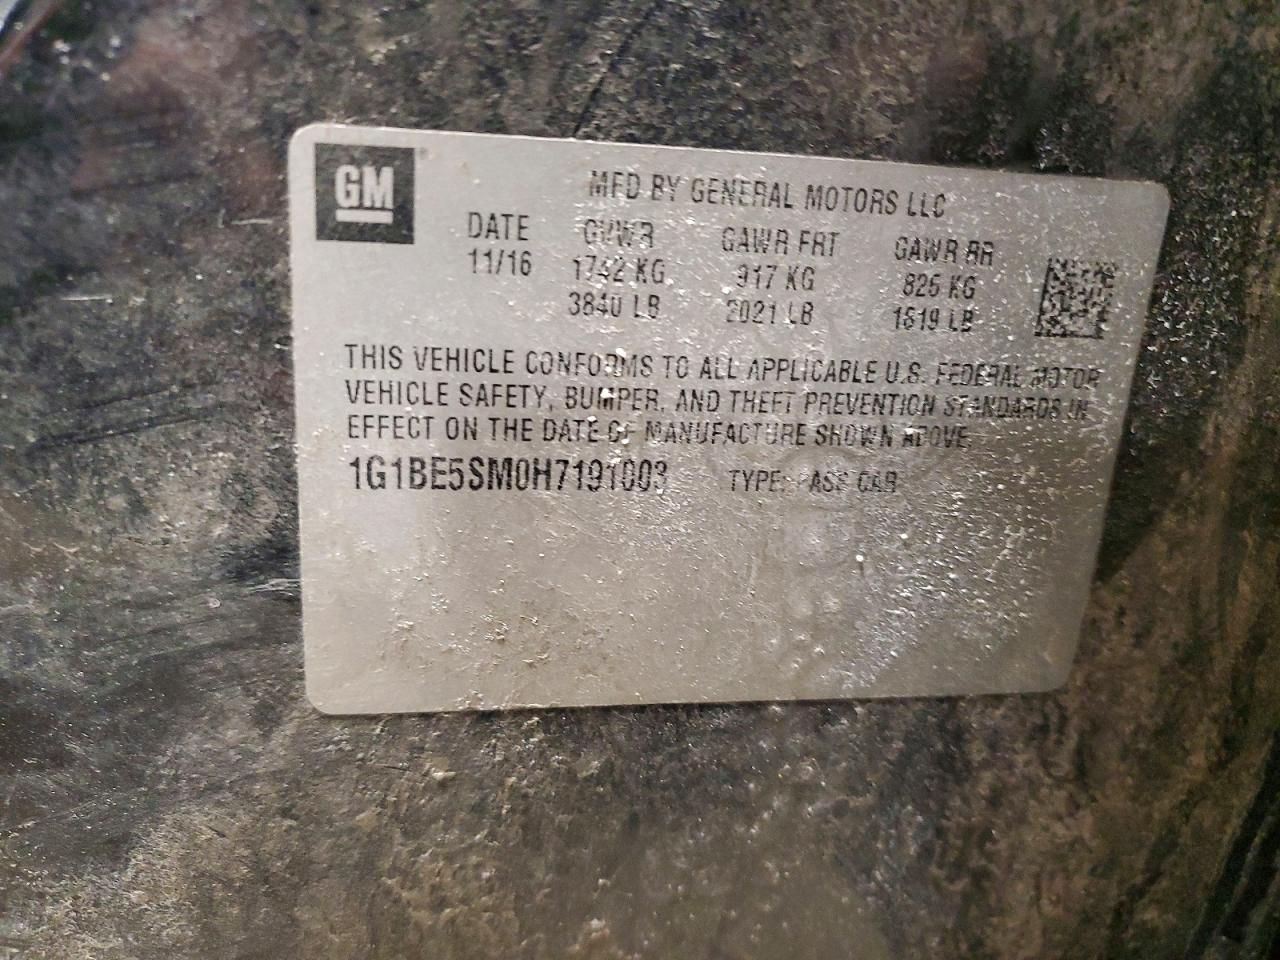 GM
MFD BY GENERAL MOTORS LLC
DATE GVWR GAWR FRT GAWR RR
11/16 1742 KG 917 KG 825 KG
3840 LB 2021 LB 1819 LB
THIS VEHICLE CONFORMS TO ALL APPLICABLE U.S. FEDERAL MOTOR
VEHICLE SAFETY, BUMPER, AND THEFT PREVENTION STANDARDS IN
EFFECT ON THE DATE OF MANUFACTURE SHOWN ABOVE.
1G1BE5SM0H7191003 TYPE: PASS CAR